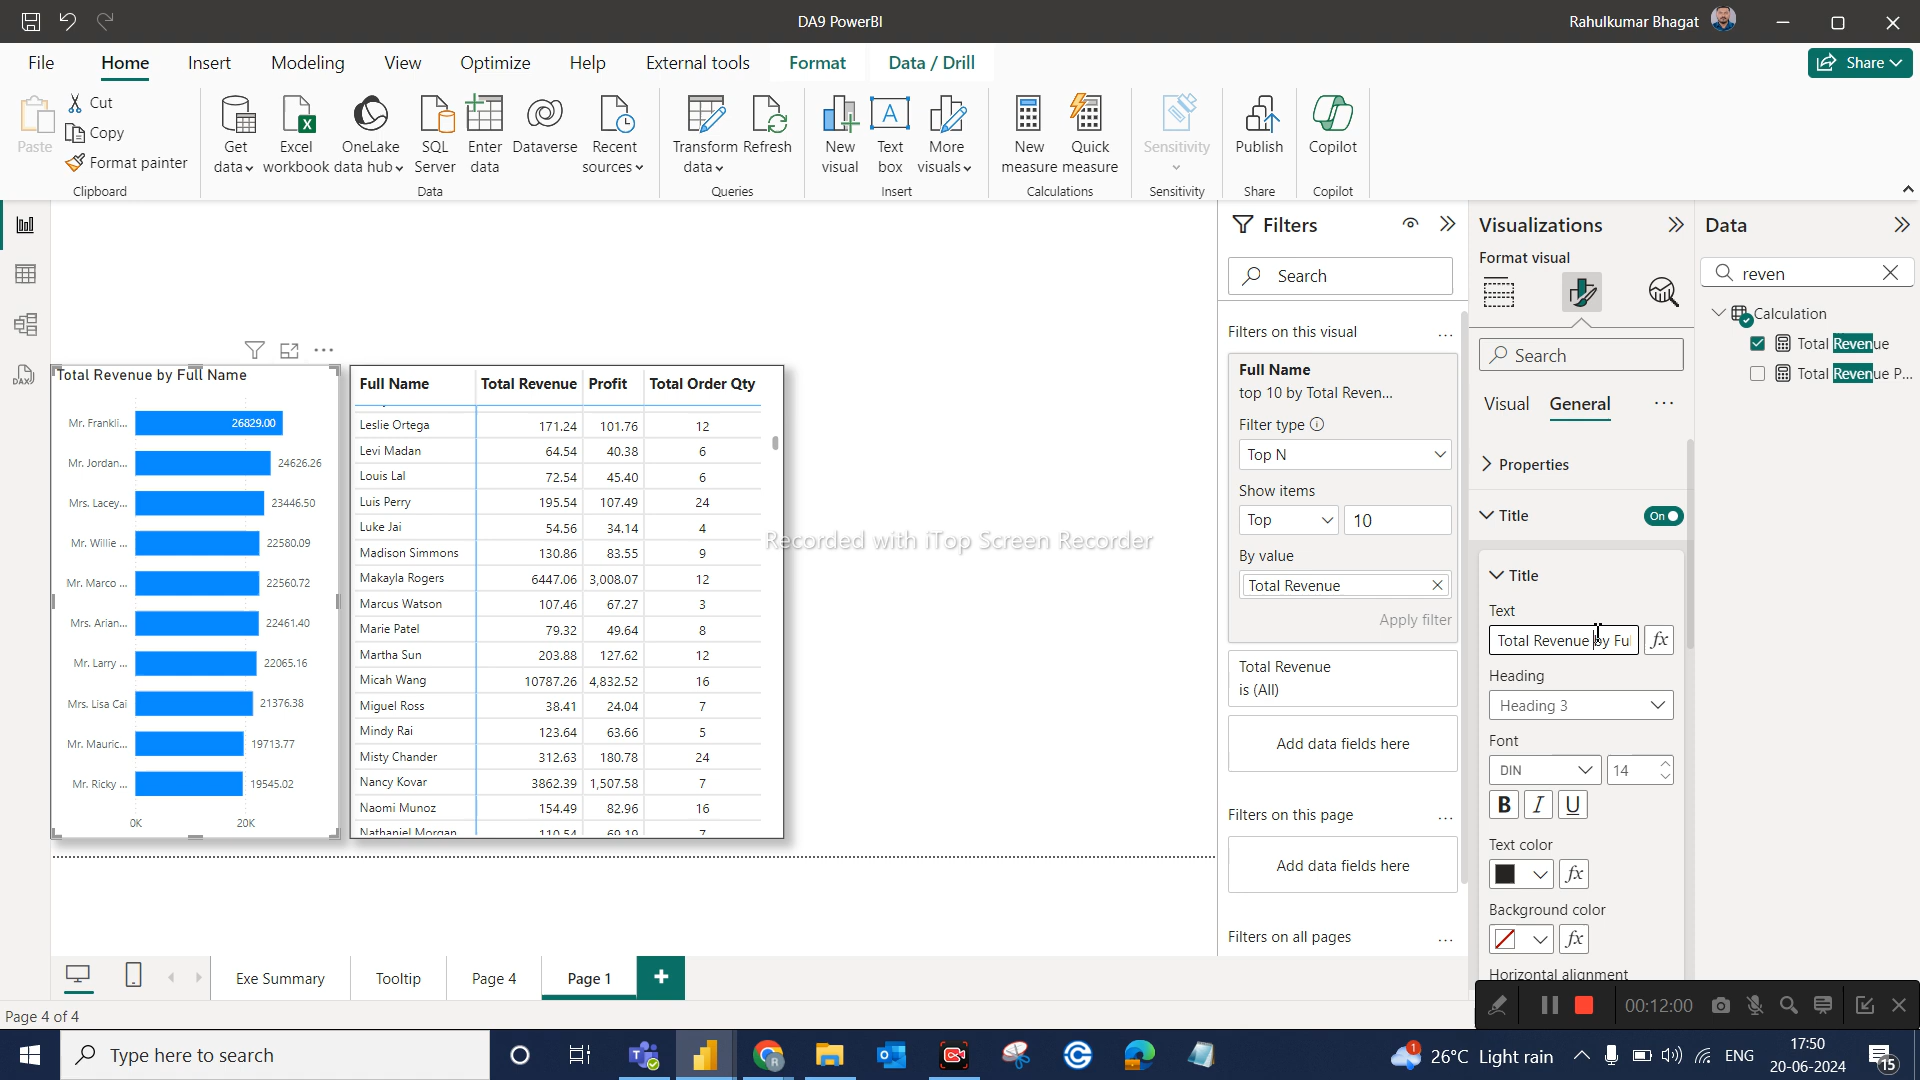 DA9 PowerBI
Rahulkumar Bhagat
File Home Insert Modeling View Optimize Help External tools Format Data / Drill
Share
Paste
Cut
Copy
Format painter
Clipboard
Get data
Excel workbook
OneLake data hub
SQL Server
Enter data
Dataverse
Recent sources
Data
Transform data
Refresh
Queries
New visual
Text box
More visuals
Insert
New measure
Quick measure
Calculations
Sensitivity
Sensitivity
Publish
Share
Copilot
Copilot
Total Revenue by Full Name
Mr. Frankli... 26829.00
Mr. Jordan... 24626.26
Mrs. Lacey... 23446.50
Mr. Willie ... 22580.09
Mr. Marco ... 22560.72
Mrs. Arian... 22461.40
Mr. Larry ... 22065.16
Mrs. Lisa Cai 21376.38
Mr. Mauric... 19713.77
Mr. Ricky ... 19545.02
0K 20K
Full Name Total Revenue Profit Total Order Qty
Leslie Ortega 171.24 101.76 12
Levi Madan 64.54 40.38 6
Louis Lal 72.54 45.40 6
Luis Perry 195.54 107.49 24
Luke Jai 54.56 34.14 4
Madison Simmons 130.86 83.55 9
Makayla Rogers 6447.06 3,008.07 12
Marcus Watson 107.46 67.27 3
Marie Patel 79.32 49.64 8
Martha Sun 203.88 127.62 12
Micah Wang 10787.26 4,832.52 16
Miguel Ross 38.41 24.04 7
Mindy Rai 123.64 63.66 5
Misty Chander 312.63 180.78 24
Nancy Kovar 3862.39 1,507.58 7
Naomi Munoz 154.49 82.96 16
Nathaniel Morgan 110.54 69.19 7
Recorded with iTop Screen Recorder
Filters
Search
Filters on this visual ...
Full Name
top 10 by Total Reven...
Filter type
Top N
Show items
Top 10
By value
Total Revenue
Apply filter
Total Revenue
is (All)
Add data fields here
Filters on this page ...
Add data fields here
Filters on all pages ...
Visualizations
Format visual
Search
Visual General ...
Properties
Title On
Title
Text
Total Revenue by Ful
fx
Heading
Heading 3
Font
DIN 14
B I U
Text color
fx
Background color
fx
Horizontal alignment
Data
reven
Calculation
Total Revenue
Total Revenue P...
Exe Summary Tooltip Page 4 Page 1 +
Page 4 of 4
00:12:00
Type here to search
26°C Light rain
ENG
17:50
20-06-2024
15